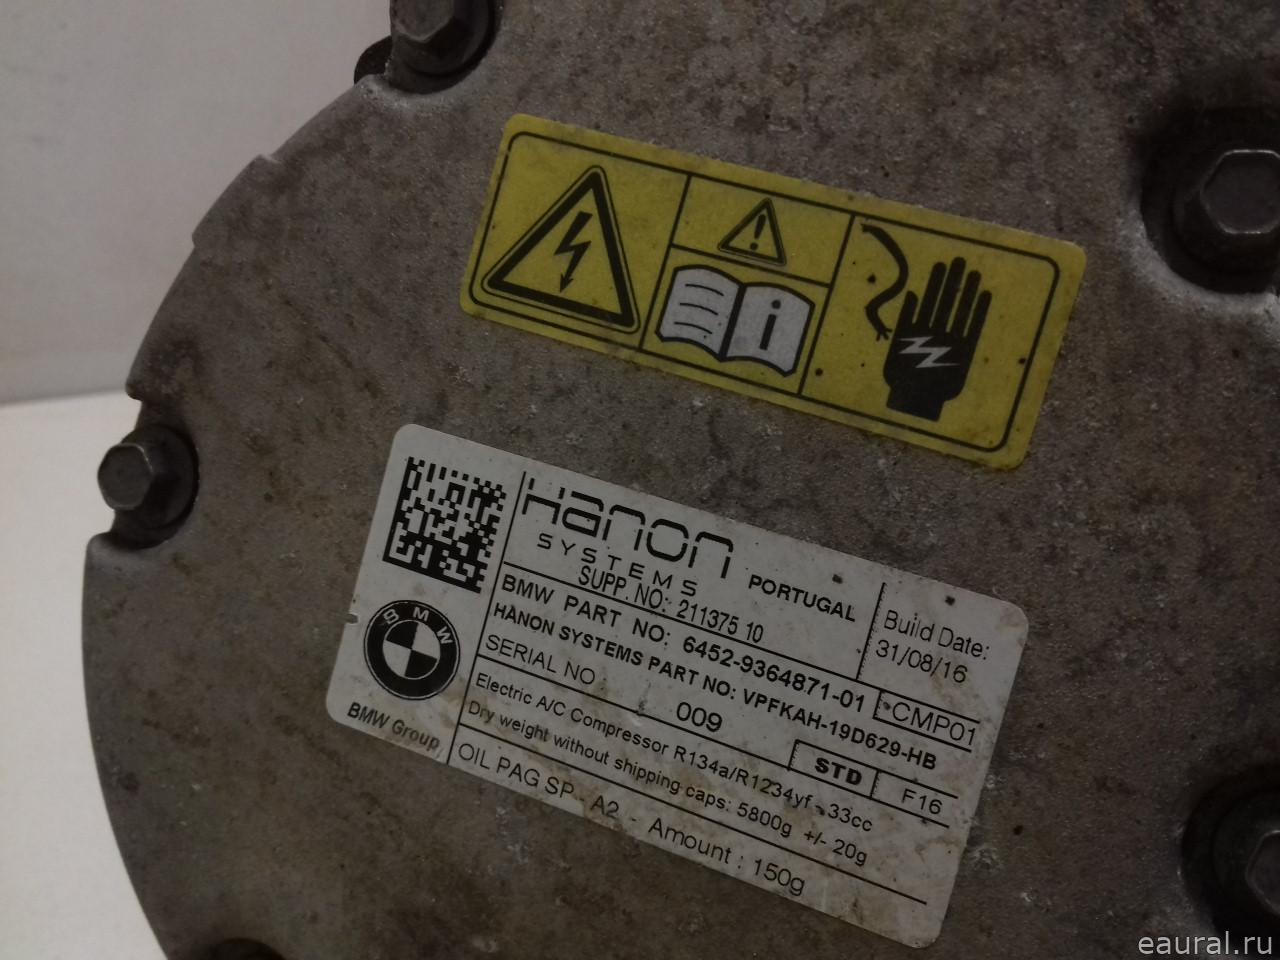 Hanon
SYSTEMS
PORTUGAL
Build Date:
31/08/16
SUPP. NO: 211375 10
BMW PART NO: 6452-9364871-01
CMP01
HANON SYSTEMS PART NO: VPFKAH-19D629-HB
SERIAL NO 009
STD
F16
Electric A/C Compressor R134a/R1234yf - 33cc
Dry weight without shipping caps: 5800g +/- 20g
OIL PAG SP - A2 - Amount : 150g
BMW
BMW Group
i
!
eaural.ru